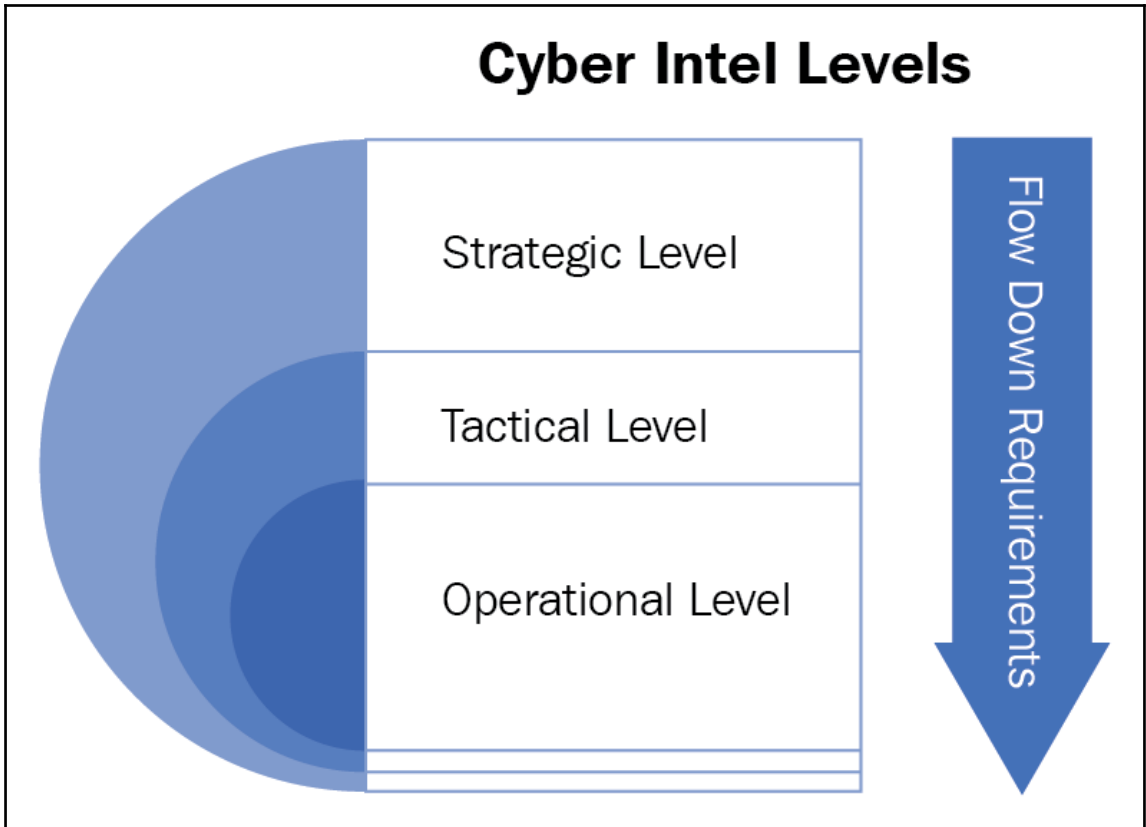 Cyber Intel Levels
Strategic Level
Tactical Level
Operational Level
Flow Down Requirements